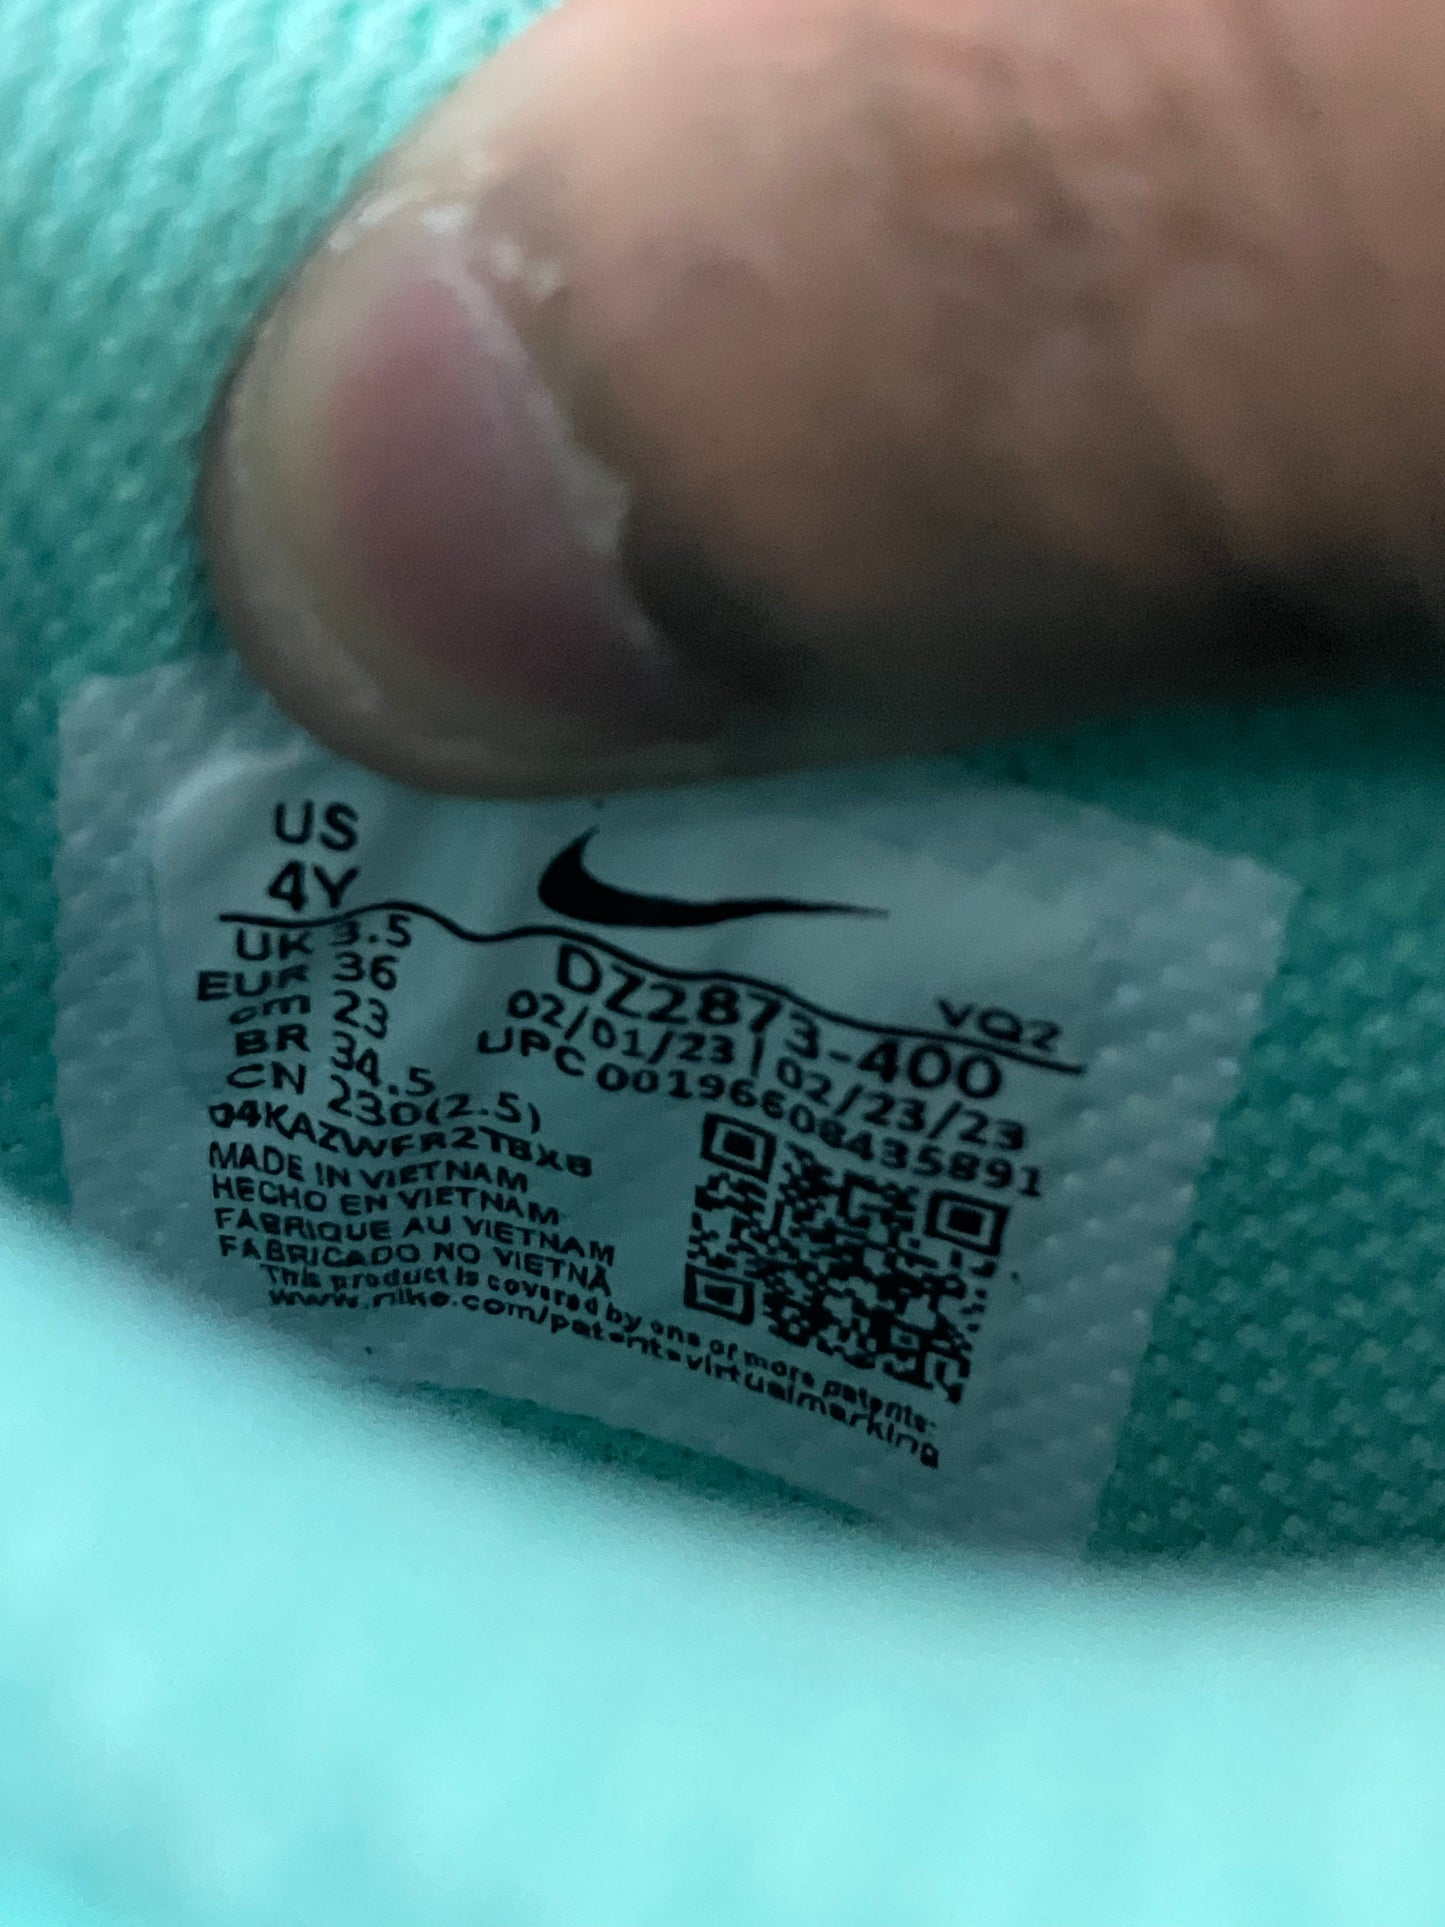 US
4Y
UK 3.5
EUR 36
cm 23
BR 34.5
CN 230(2.5)
DZ2873-400 VQ2
02/01/23 | 02/23/23
UPC 00196608435891
MADE IN VIETNAM
HECHO EN VIETNAM
FABRIQUE AU VIETNAM
FABRICADO NO VIETNÃ
This product is covered by one or more patents:
www.nike.com/patents-virtualmarking